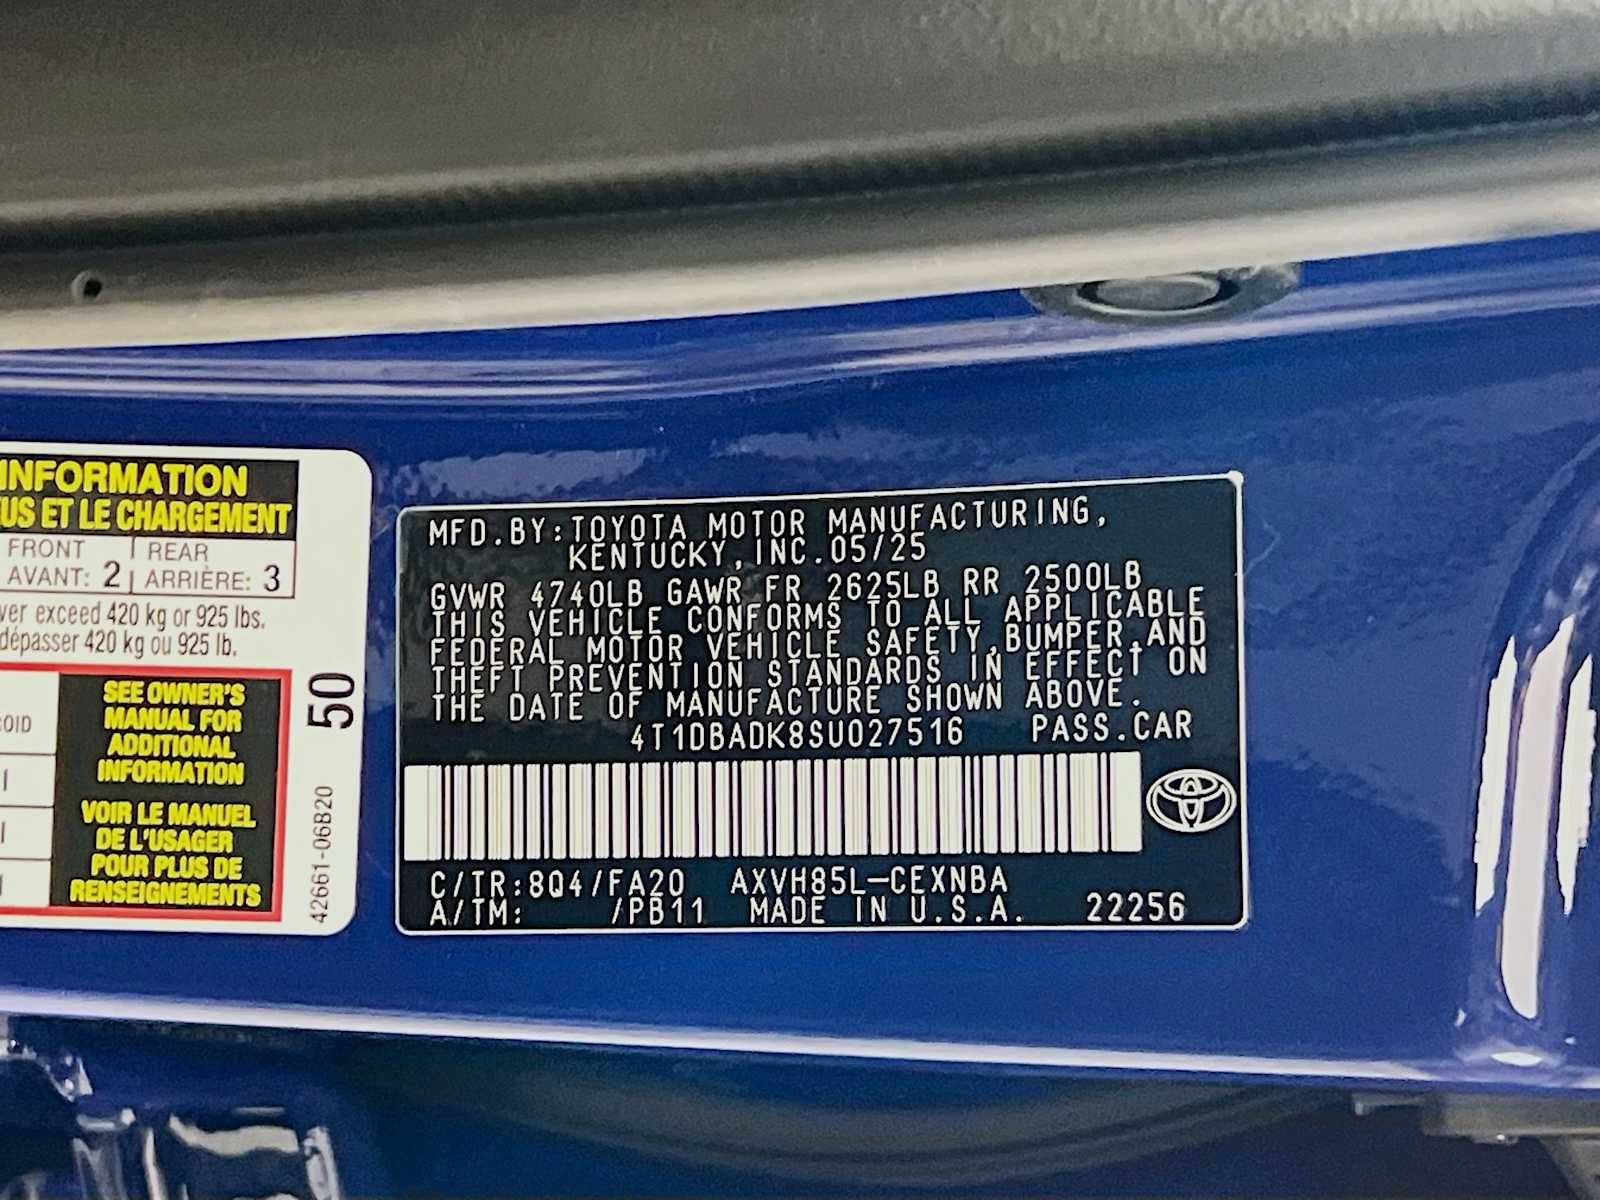 INFORMATION
US ET LE CHARGEMENT
FRONT REAR
AVANT: 2 ARRIÈRE: 3
ver exceed 420 kg or 925 lbs.
dépasser 420 kg ou 925 lb.
OID
SEE OWNER'S
MANUAL FOR
ADDITIONAL
INFORMATION
VOIR LE MANUEL
DE L'USAGER
POUR PLUS DE
RENSEIGNEMENTS
50
42661-06B20
MFD.BY:TOYOTA MOTOR MANUFACTURING,
KENTUCKY,INC.05/25
GVWR 4740LB GAWR FR 2625LB RR 2500LB
THIS VEHICLE CONFORMS TO ALL APPLICABLE
FEDERAL MOTOR VEHICLE SAFETY,BUMPER,AND
THEFT PREVENTION STANDARDS IN EFFECT ON
THE DATE OF MANUFACTURE SHOWN ABOVE.
4T1DBADK8SU027516 PASS.CAR
C/TR:8Q4/FA20 AXVH85L-CEXNBA
A/TM: /PB11 MADE IN U.S.A. 22256